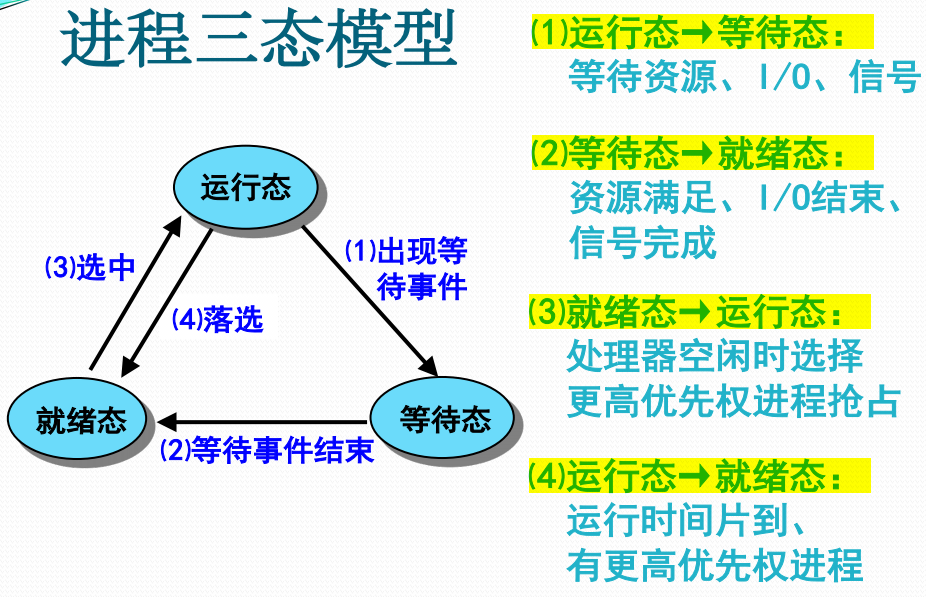 进程三态模型
运行态
(3)选中
(4)落选
(1)出现等
待事件
就绪态
等待态
(2)等待事件结束
(1)运行态→等待态：
等待资源、I/O、信号
(2)等待态→就绪态：
资源满足、I/O结束、
信号完成
(3)就绪态→运行态：
处理器空闲时选择
更高优先权进程抢占
(4)运行态→就绪态：
运行时间片到、
有更高优先权进程